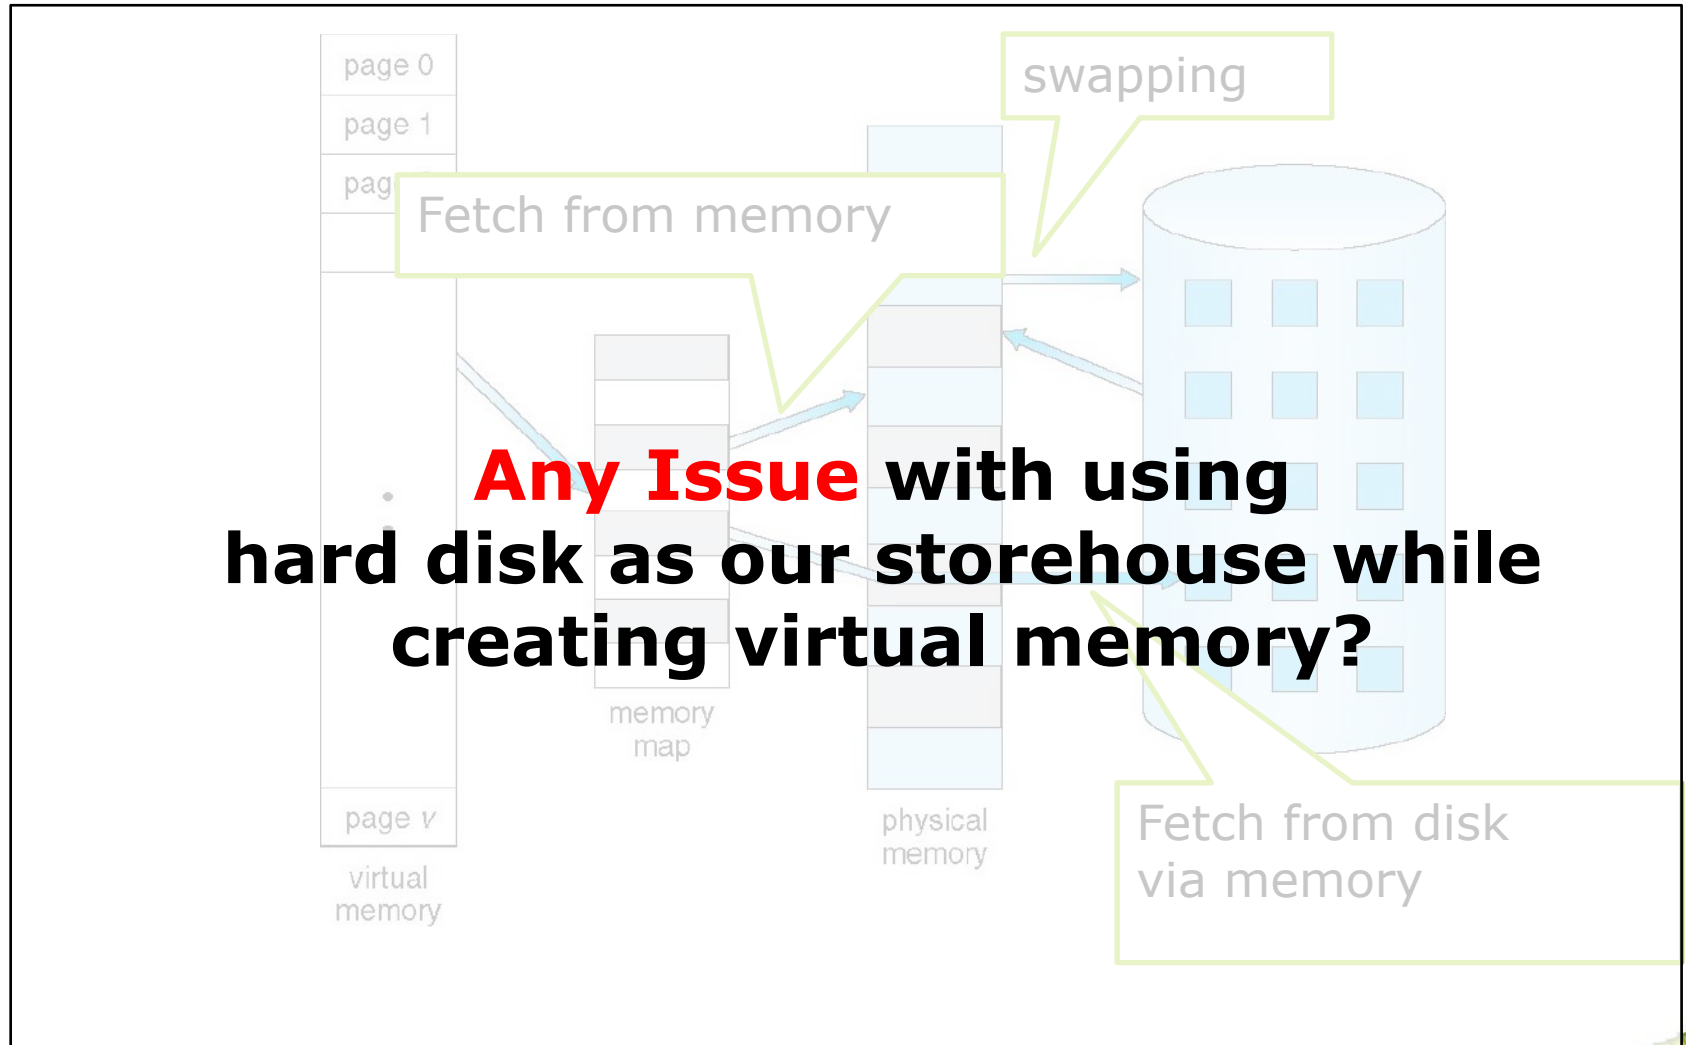 page 0
page 1
swapping
Fetch from memory
Any Issue with using
hard disk as our storehouse while
creating virtual memory?
memory
map
page v
physical
memory
Fetch from disk
via memory
virtual
memory